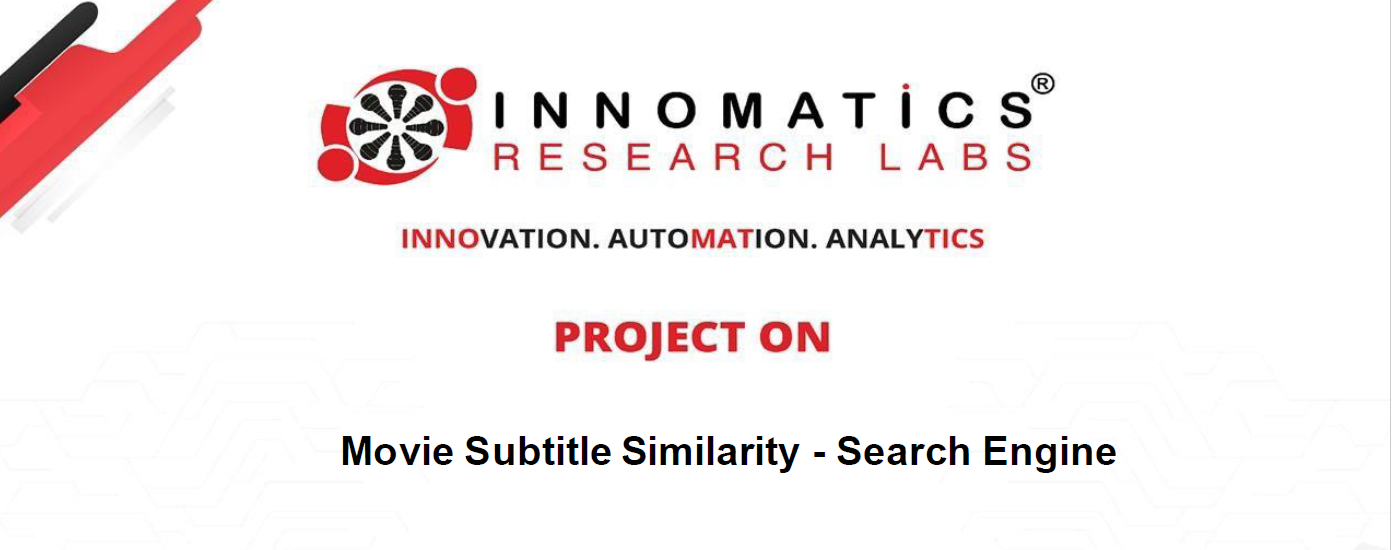 INNOMATiCS®
RESEARCH LABS
INNOVATION. AUTOMATION. ANALYTICS
PROJECT ON
Movie Subtitle Similarity - Search Engine